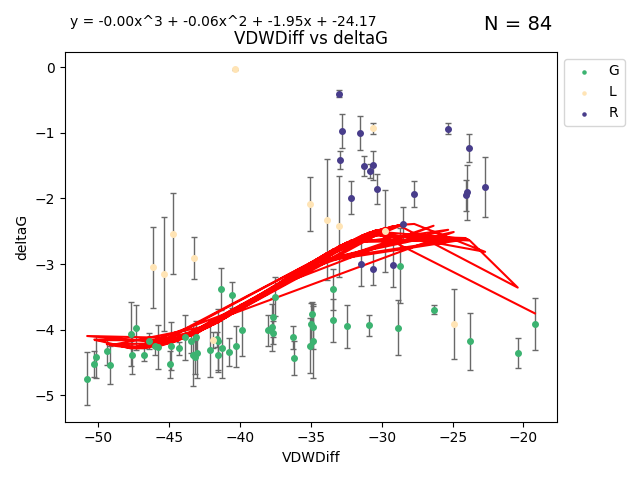 y = -0.00x^3 + -0.06x^2 + -1.95x + -24.17
N = 84
VDWDiff vs deltaG
G
L
R
0
−1
−2
−3
−4
−5
deltaG
−50 −45 −40 −35 −30 −25 −20
VDWDiff